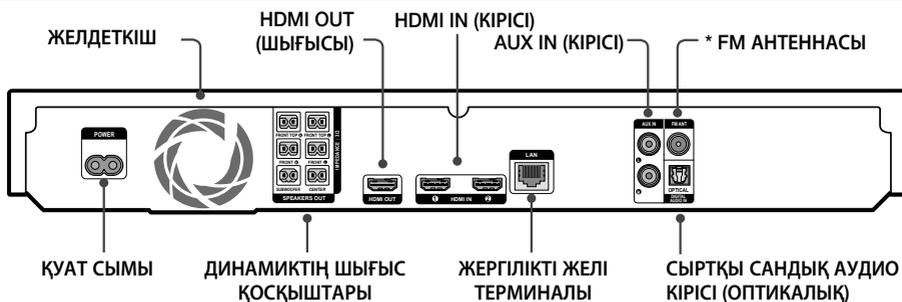 HDMI OUT
(ШЫҒЫСЫ)
HDMI IN (КІРІСІ)
ЖЕЛДЕТКІШ
AUX IN (КІРІСІ)
* FM АНТЕННАСЫ
POWER
FRONT TOP R FRONT TOP L
FRONT R FRONT L
SUBWOOFER CENTER
SPEAKERS OUT
HDMI OUT
1 HDMI IN 2
LAN
AUX IN
L
R
FM ANT
OPTICAL
DIGITAL
AUDIO IN
ҚУАТ СЫМЫ
ДИНАМИКТІҢ ШЫҒЫС
ҚОСҚЫШТАРЫ
ЖЕРГІЛІКТІ ЖЕЛІ
ТЕРМИНАЛЫ
СЫРТҚЫ САНДЫҚ АУДИО
КІРІСІ (ОПТИКАЛЫҚ)